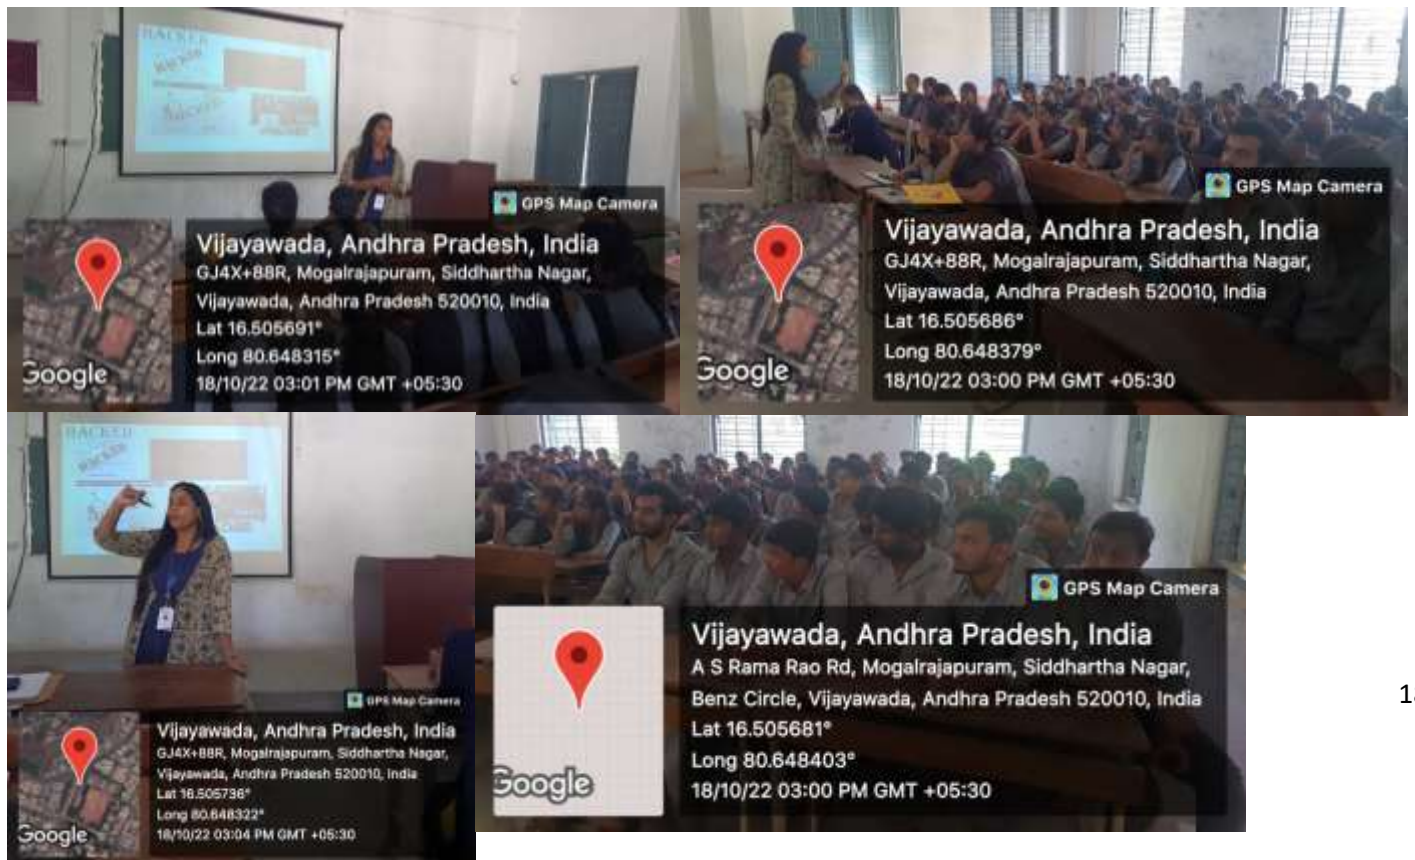 HACKER
HACKER
GPS Map Camera
Vijayawada, Andhra Pradesh, India
GJ4X+88R, Mogalrajapuram, Siddhartha Nagar,
Vijayawada, Andhra Pradesh 520010, India
Lat 16.505691°
Long 80.648315°
18/10/22 03:01 PM GMT +05:30
Google
GPS Map Camera
Vijayawada, Andhra Pradesh, India
GJ4X+88R, Mogalrajapuram, Siddhartha Nagar,
Vijayawada, Andhra Pradesh 520010, India
Lat 16.505686°
Long 80.648379°
18/10/22 03:00 PM GMT +05:30
Google
HACKER
HACKER
GPS Map Camera
Vijayawada, Andhra Pradesh, India
GJ4X+88R, Mogalrajapuram, Siddhartha Nagar,
Vijayawada, Andhra Pradesh 520010, India
Lat 16.505736°
Long 80.648322°
18/10/22 03:04 PM GMT +05:30
Google
GPS Map Camera
Vijayawada, Andhra Pradesh, India
A S Rama Rao Rd, Mogalrajapuram, Siddhartha Nagar,
Benz Circle, Vijayawada, Andhra Pradesh 520010, India
Lat 16.505681°
Long 80.648403°
18/10/22 03:00 PM GMT +05:30
Google